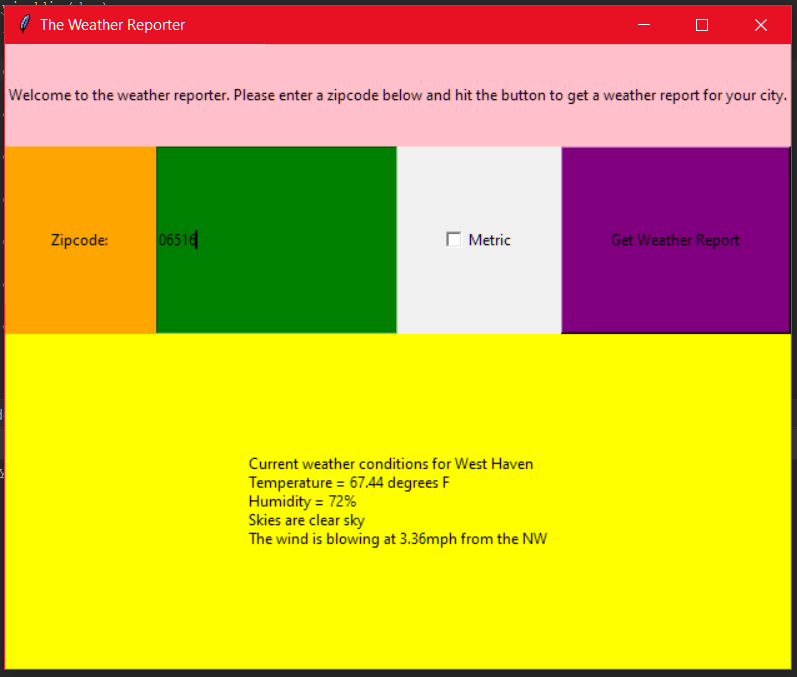 The Weather Reporter
Welcome to the weather reporter. Please enter a zipcode below and hit the button to get a weather report for your city.
Zipcode:
06516
Metric
Get Weather Report
Current weather conditions for West Haven
Temperature = 67.44 degrees F
Humidity = 72%
Skies are clear sky
The wind is blowing at 3.36mph from the NW